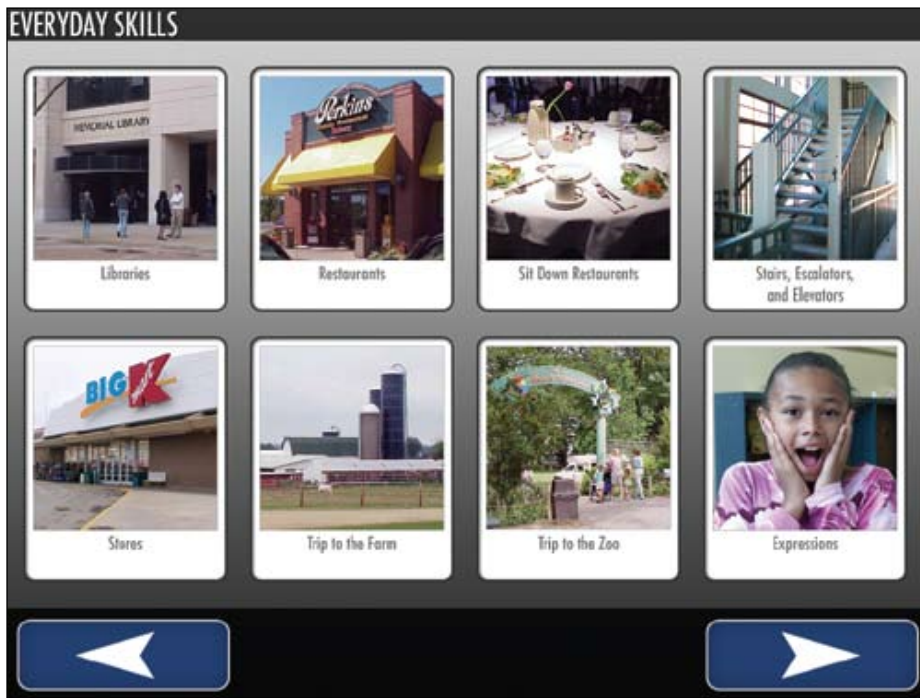 EVERYDAY SKILLS
MEMORIAL LIBRARY
Perkins
Libraries
Restaurants
Sit Down Restaurants
Stairs, Escalators,
and Elevators
BIG K
Stores
Trip to the Farm
Trip to the Zoo
Expressions